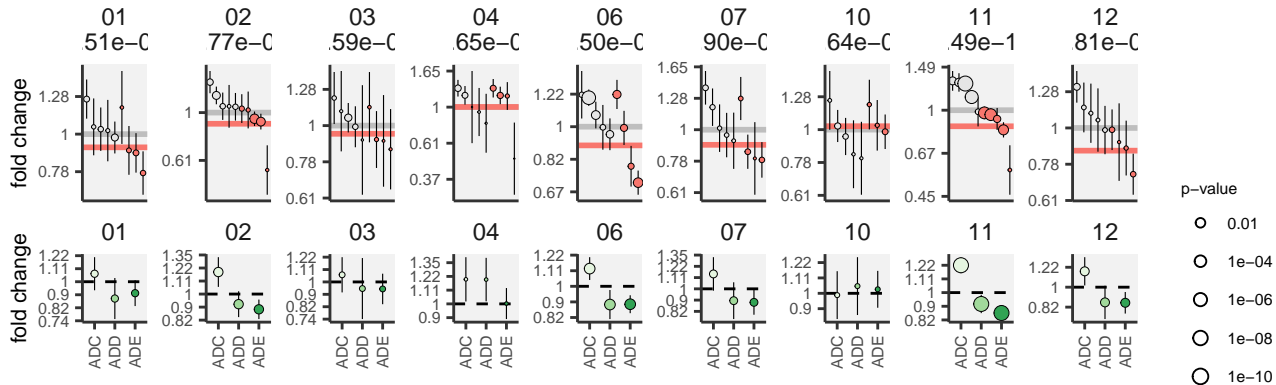 01 02 03 04 06 07 10 11 12
.51e−0 .77e−0 .59e−0 .65e−0 .50e−0 90e−0 64e−0 .49e−1 .81e−0
fold change
1.28 1 0.78
1 0.61
1.28 1 0.78 0.61
1.65 1 0.61 0.37
1.22 1 0.82 0.67
1.65 1.28 1 0.78 0.61
1.28 1 0.78 0.61
1.49 1 0.67 0.45
1.28 1 0.78 0.61
01 02 03 04 06 07 10 11 12
fold change
1.22 1.11 1 0.9 0.82 0.74
1.35 1.22 1.11 1 0.9 0.82
1.22 1.11 1 0.9 0.82 0.74
1.35 1.22 1.11 1 0.9
1.22 1.11 1 0.9 0.82
1.35 1.22 1.11 1 0.9 0.82
1.22 1.11 1 0.9 0.82
1.22 1.11 1 0.9 0.82
1.22 1 0.82
ADC ADD ADE ADC ADD ADE ADC ADD ADE ADC ADD ADE ADC ADD ADE ADC ADD ADE ADC ADD ADE ADC ADD ADE ADC ADD ADE
p−value
0.01
1e−04
1e−06
1e−08
1e−10